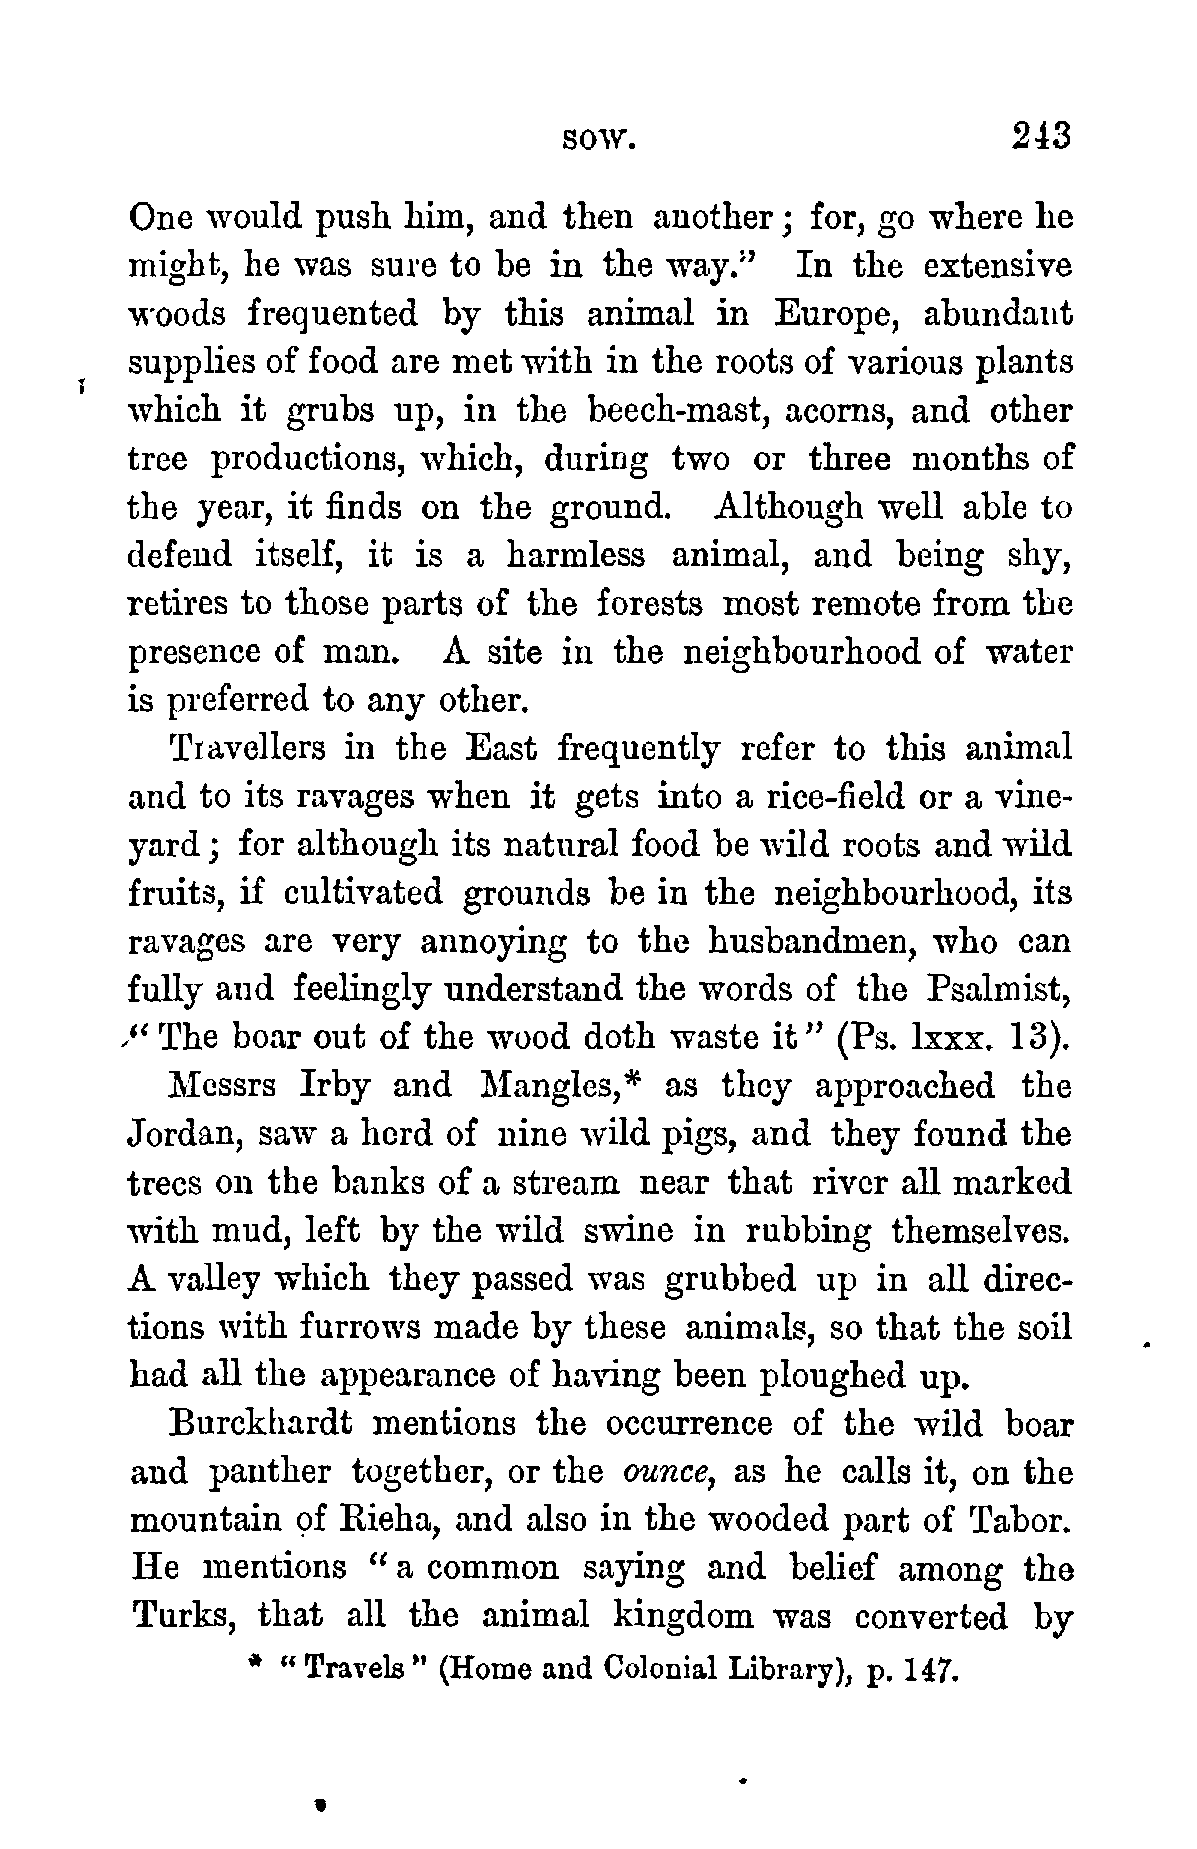 SOW. 243
One would push him, and then another; for, go where he
might, he was sure to be in the way." In the extensive
woods frequented by this animal in Europe, abundant
supplies of food are met with in the roots of various plants
which it grubs up, in the beech-mast, acorns, and other
tree productions, which, during two or three months of
the year, it finds on the ground. Although well able to
defend itself, it is a harmless animal, and being shy,
retires to those parts of the forests most remote from the
presence of man. A site in the neighbourhood of water
is preferred to any other.
Travellers in the East frequently refer to this animal
and to its ravages when it gets into a rice-field or a vine-
yard; for although its natural food be wild roots and wild
fruits, if cultivated grounds be in the neighbourhood, its
ravages are very annoying to the husbandmen, who can
fully and feelingly understand the words of the Psalmist,
"The boar out of the wood doth waste it" (Ps. lxxx. 13).
Messrs Irby and Mangles,* as they approached the
Jordan, saw a herd of nine wild pigs, and they found the
trees on the banks of a stream near that river all marked
with mud, left by the wild swine in rubbing themselves.
A valley which they passed was grubbed up in all direc-
tions with furrows made by these animals, so that the soil
had all the appearance of having been ploughed up.
Burckhardt mentions the occurrence of the wild boar
and panther together, or the ounce, as he calls it, on the
mountain of Rieha, and also in the wooded part of Tabor.
He mentions "a common saying and belief among the
Turks, that all the animal kingdom was converted by
* "Travels" (Home and Colonial Library), p. 147.